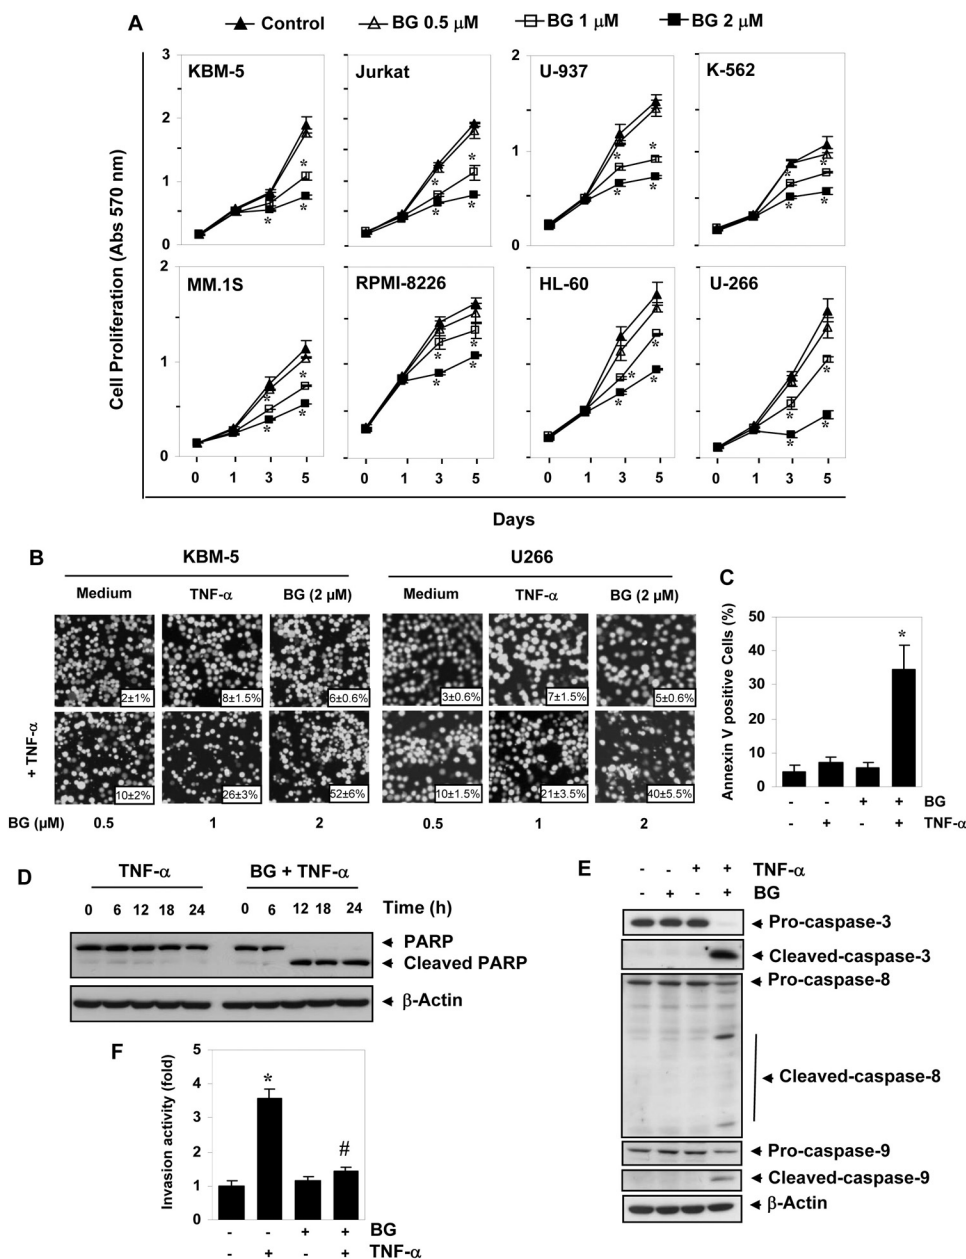 A
Control BG 0.5 µM BG 1 µM BG 2 µM
3 2
KBM-5 Jurkat U-937 K-562
2
1
1
0 0
* * * * * * * * * * * *
MM.1S RPMI-8226 HL-60 U-266
2
1
0
* * * * * * * * * * * * * * *
0 1 3 5 0 1 3 5 0 1 3 5 0 1 3 5
Cell Proliferation (Abs 570 nm)
Days
B
KBM-5 U266
Medium TNF-α BG (2 µM) Medium TNF-α BG (2 µM)
2±1% 8±1.5% 6±0.6% 3±0.6% 7±1.5% 5±0.6%
+ TNF-α
10±2% 26±3% 52±6% 10±1.5% 21±3.5% 40±5.5%
BG (µM) 0.5 1 2 0.5 1 2
C
Annexin V positive Cells (%)
50
40
30
20
10
0
*
- - + + BG
- + - + TNF-α
D
TNF-α BG + TNF-α
0 6 12 18 24 0 6 12 18 24 Time (h)
PARP
Cleaved PARP
β-Actin
E
- - + + TNF-α
- + - + BG
Pro-caspase-3
Cleaved-caspase-3
Pro-caspase-8
Cleaved-caspase-8
Pro-caspase-9
Cleaved-caspase-9
β-Actin
F
Invasion activity (fold)
5
4
3
2
1
0
*
#
- - + + BG
- + - + TNF-α